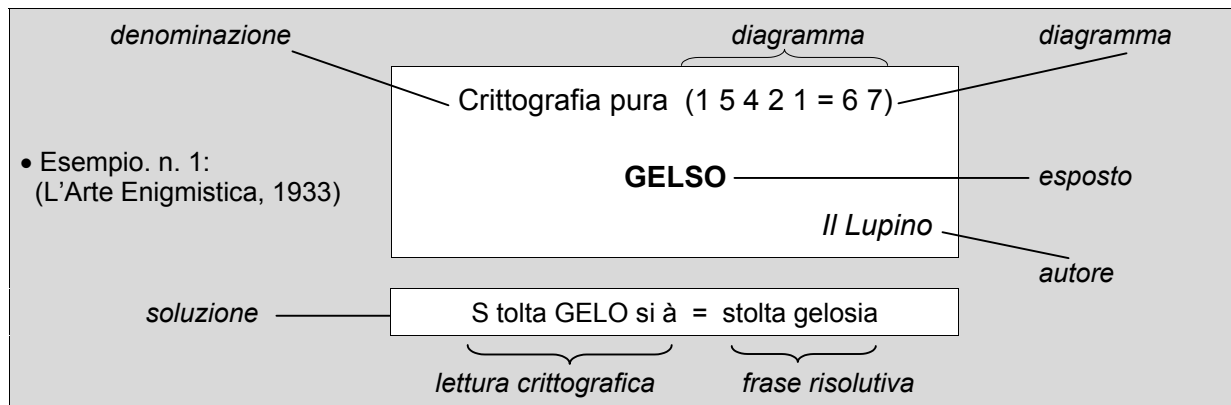 denominazione
diagramma
diagramma
Crittografia pura (1 5 4 2 1 = 6 7)
• Esempio. n. 1:
(L'Arte Enigmistica, 1933)
GELSO
esposto
Il Lupino
autore
soluzione
S tolta GELO si à = stolta gelosia
lettura crittografica
frase risolutiva